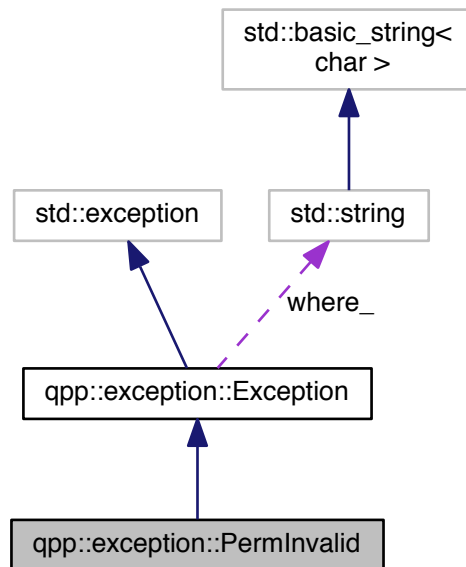 std::basic_string<
char >
std::exception
std::string
where_
qpp::exception::Exception
qpp::exception::PermInvalid